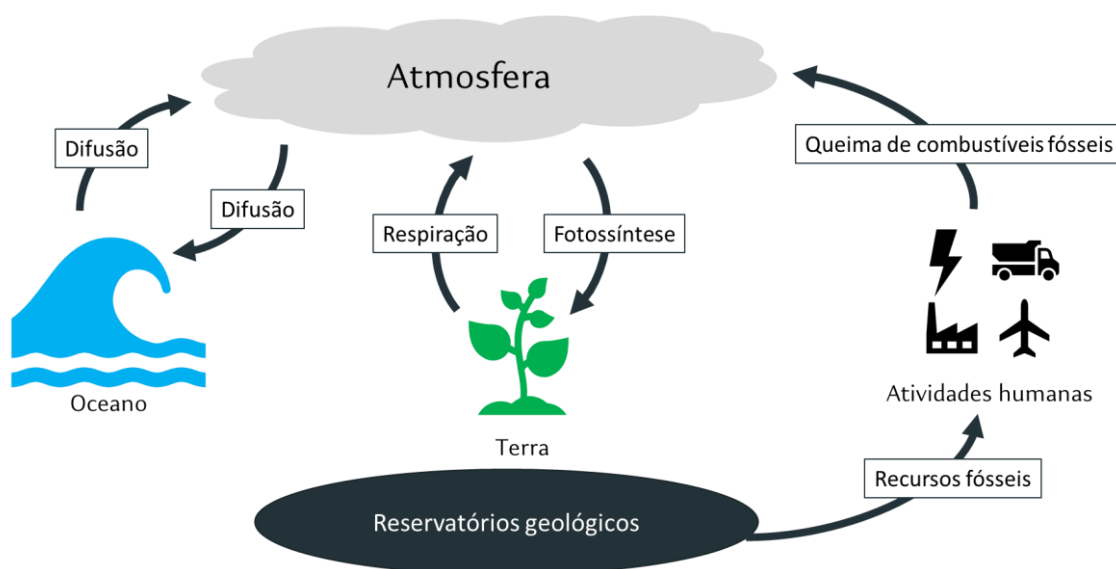 Atmosfera
Difusão
Queima de combustíveis fósseis
Difusão
Respiração
Fotossíntese
Oceano
Atividades humanas
Terra
Recursos fósseis
Reservatórios geológicos